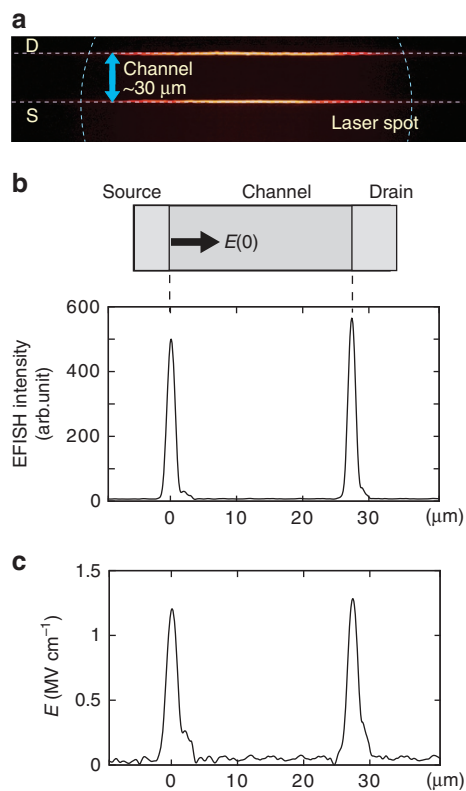 a
D
Channel
~30 μm
S
Laser spot
b
Source Channel Drain
E(0)
600
400
200
0
EFISH intensity
(arb.unit)
0 10 20 30 (μm)
c
1.5
1
0.5
0
E (MV cm⁻¹)
0 10 20 30 (μm)